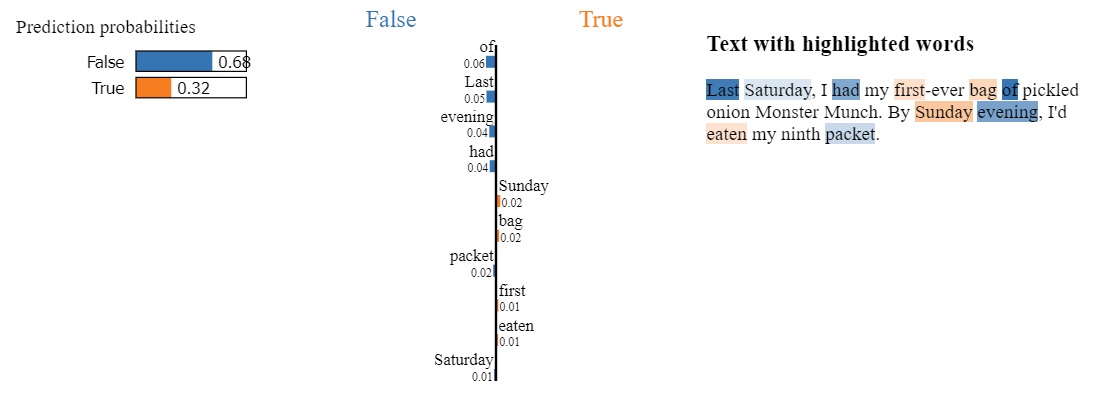 Prediction probabilities
False 0.68
True 0.32
False True
of
0.06
Last
0.05
evening
0.04
had
0.04
Sunday
0.02
bag
0.02
packet
0.02
first
0.01
eaten
0.01
Saturday
0.01
Text with highlighted words
Last Saturday, I had my first-ever bag of pickled
onion Monster Munch. By Sunday evening, I'd
eaten my ninth packet.